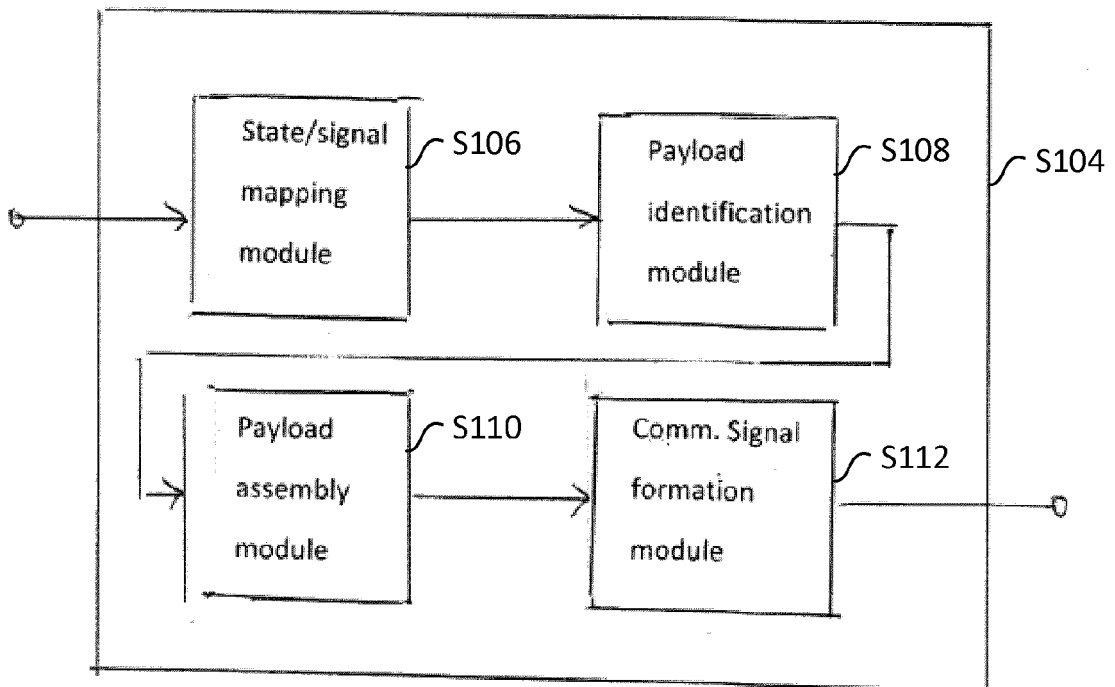 State/signal
mapping
module
S106
Payload
identification
module
S108
S104
Payload
assembly
module
S110
Comm. Signal
formation
module
S112